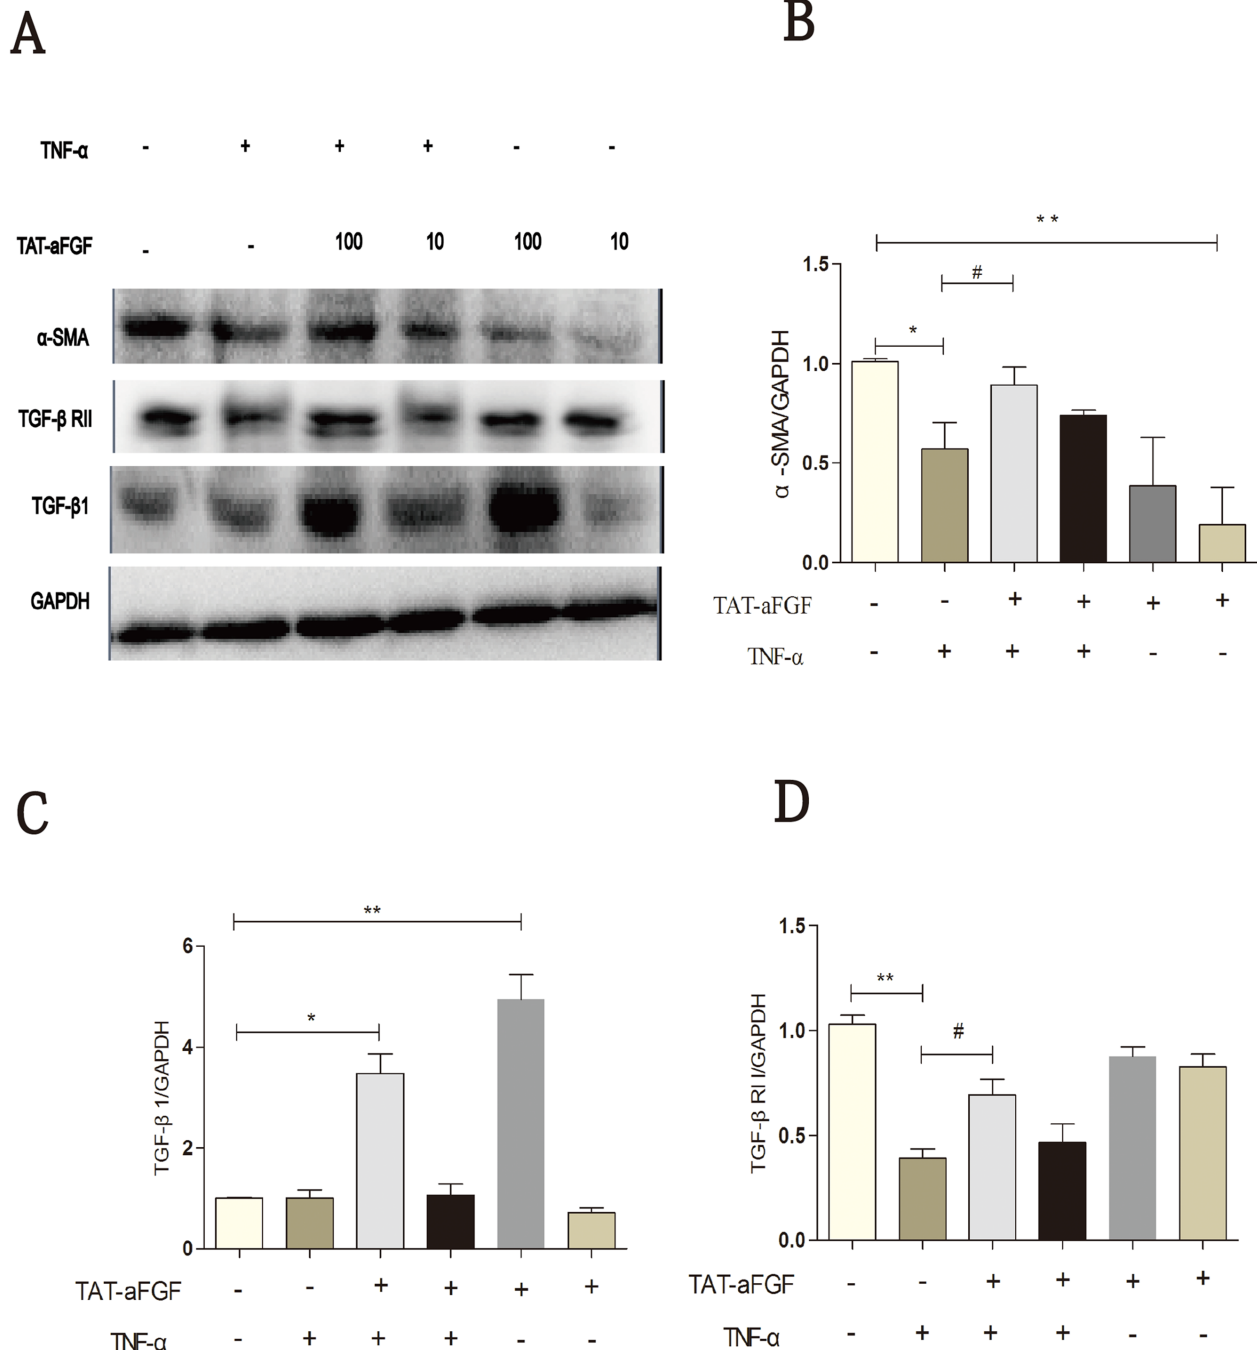 A
TNF-α - + + + - -
TAT-aFGF - - 100 10 100 10
α-SMA
TGF-β RII
TGF-β1
GAPDH
B
**
#
*
α -SMA/GAPDH
1.5
1.0
0.5
0.0
TAT-aFGF - - + + + +
TNF-α - + + + - -
C
**
*
TGF-β 1/GAPDH
6
4
2
0
TAT-aFGF - - + + + +
TNF-α - + + + - -
D
**
#
TGF-β RI I/GAPDH
1.5
1.0
0.5
0.0
TAT-aFGF - - + + + +
TNF-α - + + + - -